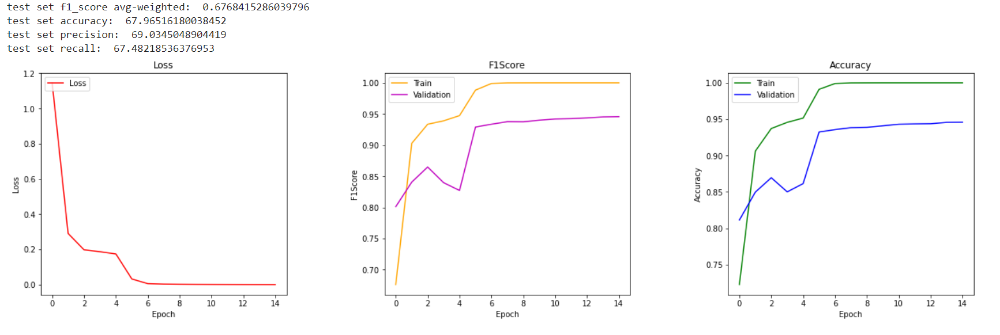 test set f1_score avg-weighted:  0.6768415286039796
test set accuracy:  67.96516180038452
test set precision:  69.0345048904419
test set recall:  67.48218536376953
Loss
1.2
1.0
0.8
0.6
0.4
0.2
0.0
Loss
Loss
0 2 4 6 8 10 12 14
Epoch
F1Score
1.00
0.95
0.90
0.85
0.80
0.75
0.70
F1Score
Train
Validation
0 2 4 6 8 10 12 14
Epoch
Accuracy
1.00
0.95
0.90
0.85
0.80
0.75
Accuracy
Train
Validation
0 2 4 6 8 10 12 14
Epoch